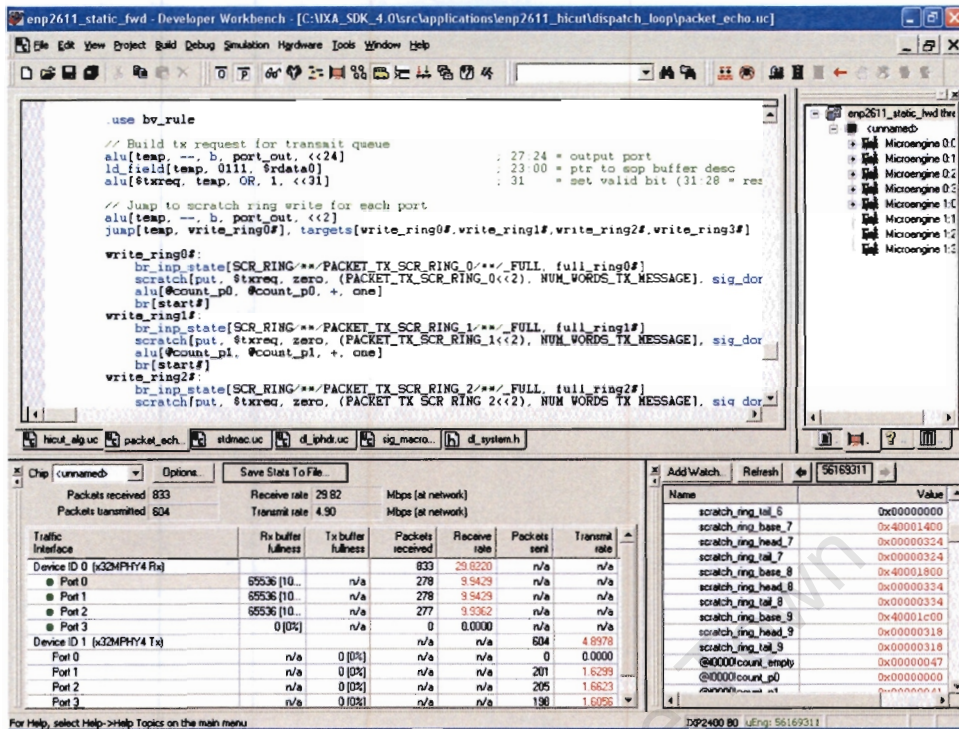 enp2611_static_fwd - Developer Workbench - [C:\IXA_SDK_4.0\src\applications\enp2611_hicut\dispatch_loop\packet_echo.uc]
File Edit View Project Build Debug Simulation Hardware Tools Window Help
.use bv_rule
// Build tx request for transmit queue
alu[temp, --, b, port_out, <<24] ; 27:24 = output port
ld_field[temp, 0111, $rdata0] ; 23:00 = ptr to sop buffer desc
alu[$txreq, temp, OR, 1, <<31] ; 31 = set valid bit (31:28 = res
// Jump to scratch ring write for each port
alu[temp, --, b, port_out, <<2]
jump[temp, write_ring0#], targets[write_ring0#,write_ring1#,write_ring2#,write_ring3#]
write_ring0#:
br_inp_state[SCR_RING/**/PACKET_TX_SCR_RING_0/**/_FULL, full_ring0#]
scratch[put, $txreq, zero, (PACKET_TX_SCR_RING_0<<2), NUM_WORDS_TX_MESSAGE], sig_dor
alu[@count_p0, @count_p0, +, one]
br[start#]
write_ring1#:
br_inp_state[SCR_RING/**/PACKET_TX_SCR_RING_1/**/_FULL, full_ring1#]
scratch[put, $txreq, zero, (PACKET_TX_SCR_RING_1<<2), NUM_WORDS_TX_MESSAGE], sig_dor
alu[@count_p1, @count_p1, +, one]
br[start#]
write_ring2#:
br_inp_state[SCR_RING/**/PACKET_TX_SCR_RING_2/**/_FULL, full_ring2#]
scratch[put, $txreq, zero, (PACKET_TX_SCR_RING_2<<2), NUM_WORDS_TX_MESSAGE], sig_dor
hicut_alg.uc packet_ech... stdmac.uc dl_iphdr.uc sig_macro... dl_system.h
enp2611_static_fwd thre
<unnamed>
Microengine 0:0
Microengine 0:1
Microengine 0:2
Microengine 0:3
Microengine 1:0
Microengine 1:1
Microengine 1:2
Microengine 1:3
Chip <unnamed> Options... Save Stats To File...
Packets received 833 Receive rate 29.82 Mbps (at network)
Packets transmitted 604 Transmit rate 4.90 Mbps (at network)
Traffic Interface Rx buffer fullness Tx buffer fullness Packets received Receive rate Packets sent Transmit rate
Device ID 0 (x32MPHY4 Rx) 833 29.8220 n/a n/a
Port 0 65536 [10... n/a 278 9.9429 n/a n/a
Port 1 65536 [10... n/a 278 9.9429 n/a n/a
Port 2 65536 [10... n/a 277 9.9362 n/a n/a
Port 3 0 [0%] n/a 0 0.0000 n/a n/a
Device ID 1 (x32MPHY4 Tx) n/a n/a 604 4.8978
Port 0 n/a 0 [0%] n/a n/a 0 0.0000
Port 1 n/a 0 [0%] n/a n/a 201 1.6299
Port 2 n/a 0 [0%] n/a n/a 205 1.6623
Port 3 n/a 0 [0%] n/a n/a 198 1.6056
Add Watch... Refresh 56169311
Name Value
scratch_ring_tail_6 0x00000000
scratch_ring_base_7 0x40001400
scratch_ring_head_7 0x00000324
scratch_ring_tail_7 0x00000324
scratch_ring_base_8 0x40001800
scratch_ring_head_8 0x00000334
scratch_ring_tail_8 0x00000334
scratch_ring_base_9 0x40001c00
scratch_ring_head_9 0x00000318
scratch_ring_tail_9 0x00000318
@!0000!count_empty 0x00000047
@!0000!count_p0 0x00000000
For Help, select Help->Help Topics on the main menu
IXP2400 B0 uEng: 56169311